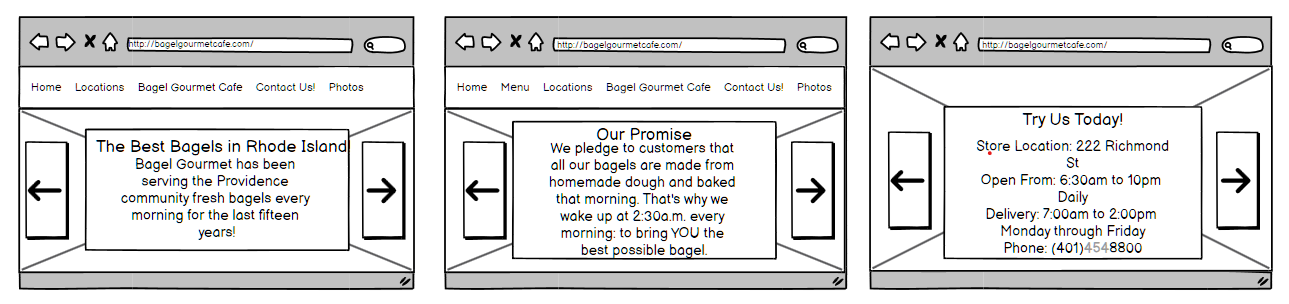 http://bagelgourmetcafe.com/
Home Locations Bagel Gourmet Cafe Contact Us! Photos
The Best Bagels in Rhode Island
Bagel Gourmet has been
serving the Providence
community fresh bagels every
morning for the last fifteen
years!
http://bagelgourmetcafe.com/
Home Menu Locations Bagel Gourmet Cafe Contact Us! Photos
Our Promise
We pledge to customers that
all our bagels are made from
homemade dough and baked
that morning. That's why we
wake up at 2:30a.m. every
morning: to bring YOU the
best possible bagel.
http://bagelgourmetcafe.com/
Try Us Today!
Store Location: 222 Richmond
St
Open From: 6:30am to 10pm
Daily
Delivery: 7:00am to 2:00pm
Monday through Friday
Phone: (401)4548800